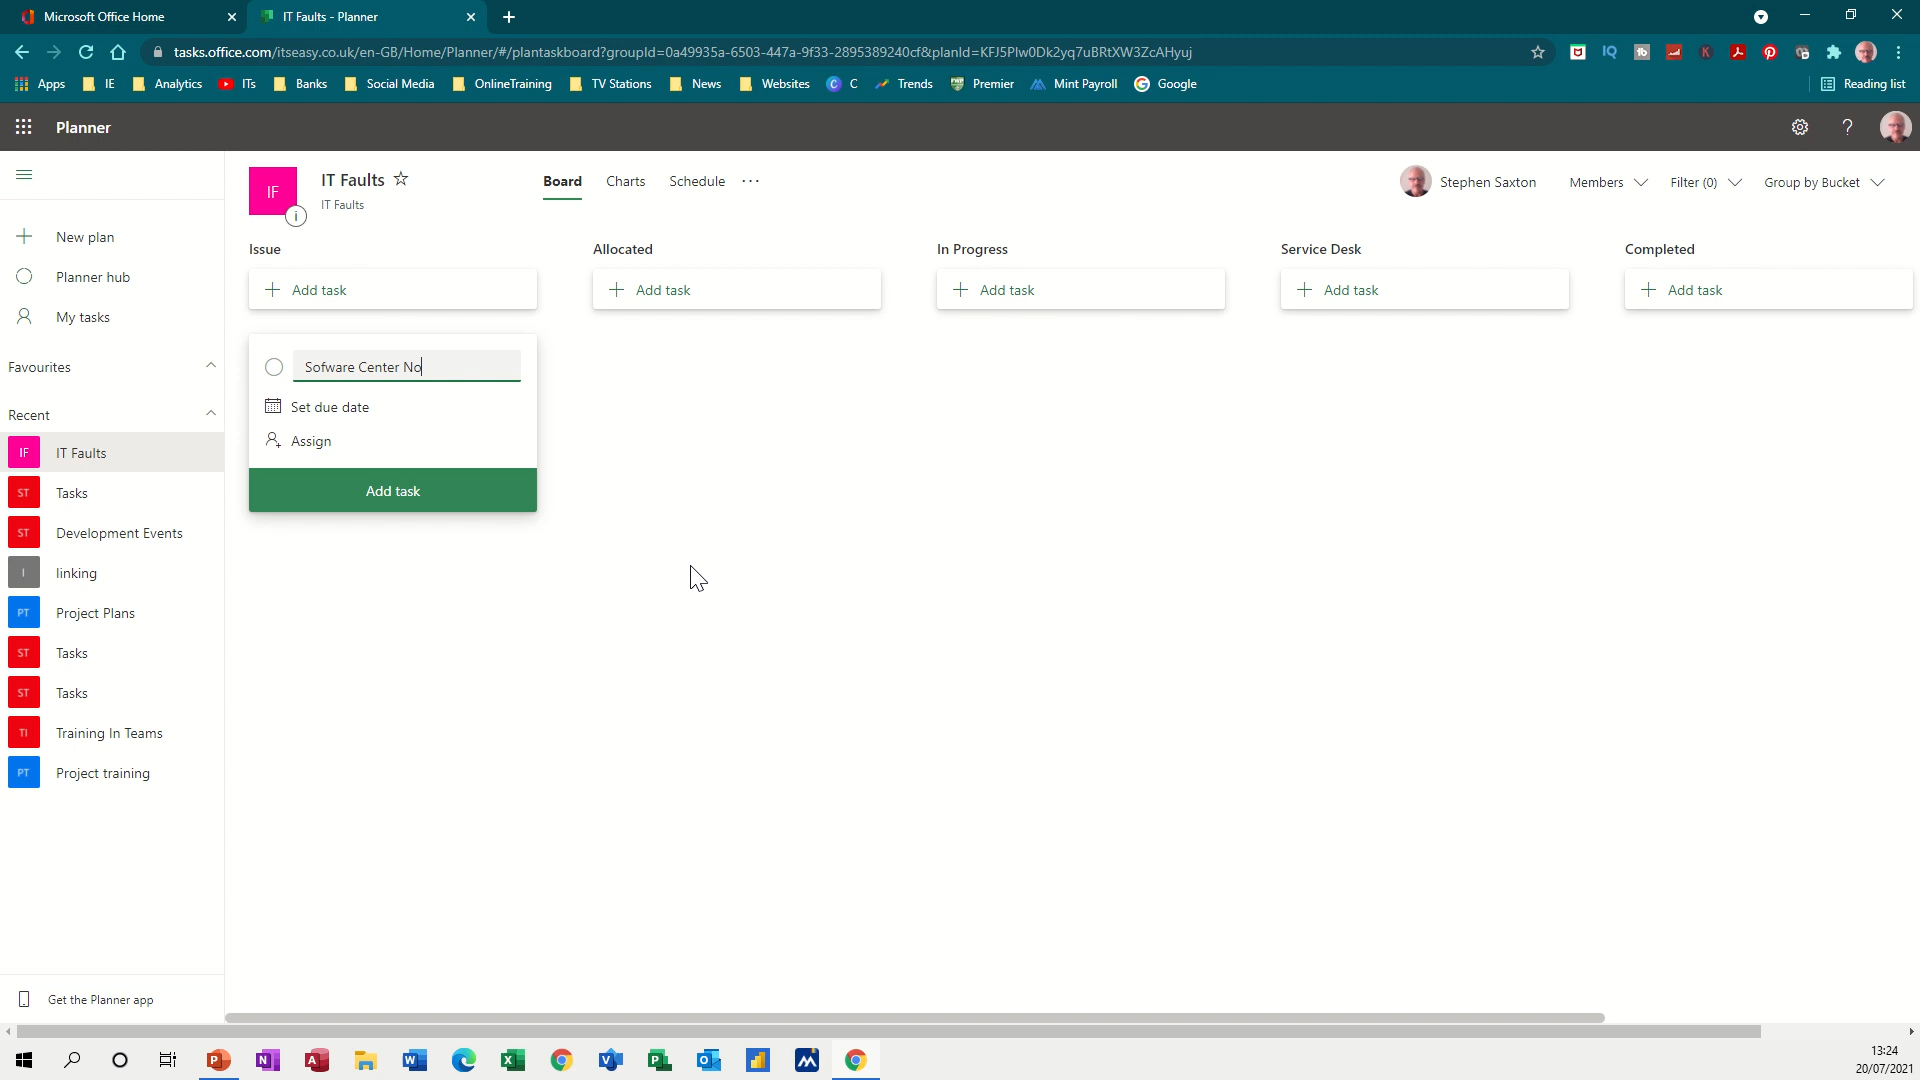 Microsoft Office Home
IT Faults - Planner
tasks.office.com/itseasy.co.uk/en-GB/Home/Planner/#/plantaskboard?groupId=0a49935a-6503-447a-9f33-2895389240cf&planId=KFJ5Plw0Dk2yq7uBRtXW3ZcAHyuj
Apps IE Analytics ITs Banks Social Media OnlineTraining TV Stations News Websites C Trends Premier Mint Payroll Google Reading list
Planner
IF
IT Faults
IT Faults
Board Charts Schedule ...
Stephen Saxton Members Filter (0) Group by Bucket
New plan
Planner hub
My tasks
Favourites
Recent
IF IT Faults
ST Tasks
ST Development Events
I linking
PT Project Plans
ST Tasks
ST Tasks
TI Training In Teams
PT Project training
Get the Planner app
Issue Allocated In Progress Service Desk Completed
Add task Add task Add task Add task Add task
Sofware Center No
Set due date
Assign
Add task
13:24
20/07/2021